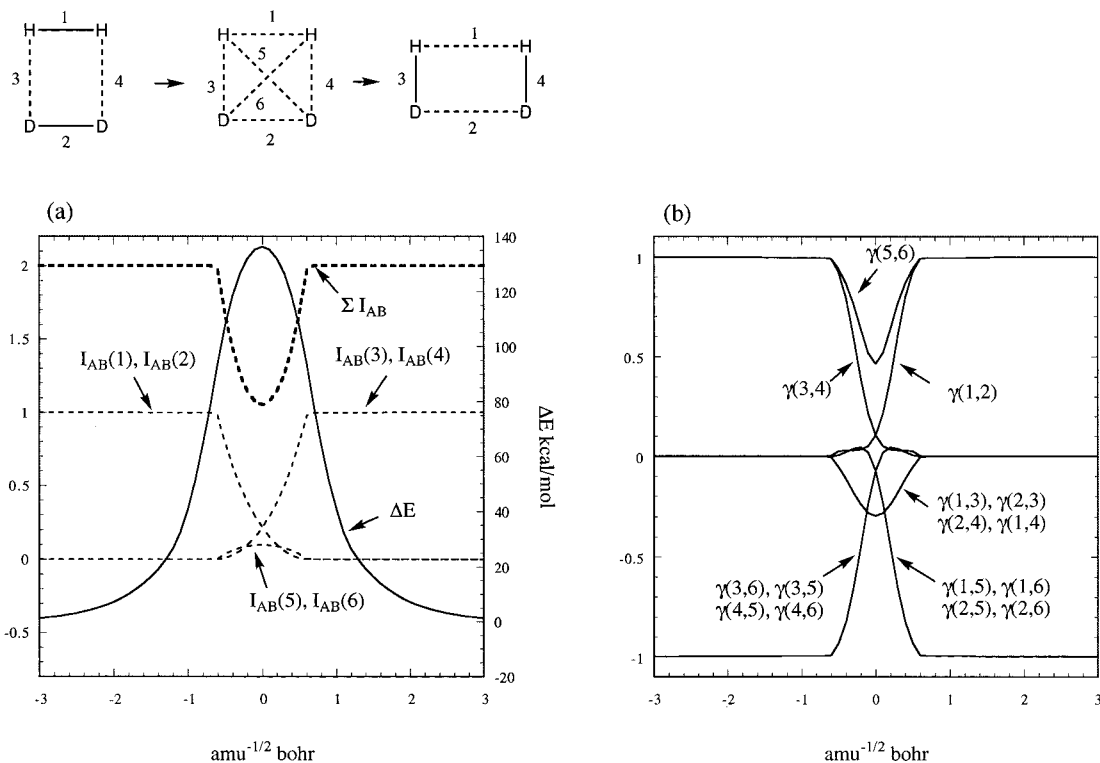 1
H H
3 4
D D
2
1
H H
5
3 4
6
D D
2
1
H H
3 4
D D
2
(a)
2
1.5
1
0.5
0
-0.5
140
120
100
80
60
40
20
0
-20
ΔE kcal/mol
Σ I_AB
I_AB(1), I_AB(2)
I_AB(3), I_AB(4)
ΔE
I_AB(5), I_AB(6)
-3 -2 -1 0 1 2 3
amu^-1/2 bohr
(b)
1
0.5
0
-0.5
-1
γ(5,6)
γ(3,4)
γ(1,2)
γ(1,3), γ(2,3)
γ(2,4), γ(1,4)
γ(3,6), γ(3,5)
γ(4,5), γ(4,6)
γ(1,5), γ(1,6)
γ(2,5), γ(2,6)
-3 -2 -1 0 1 2 3
amu^-1/2 bohr